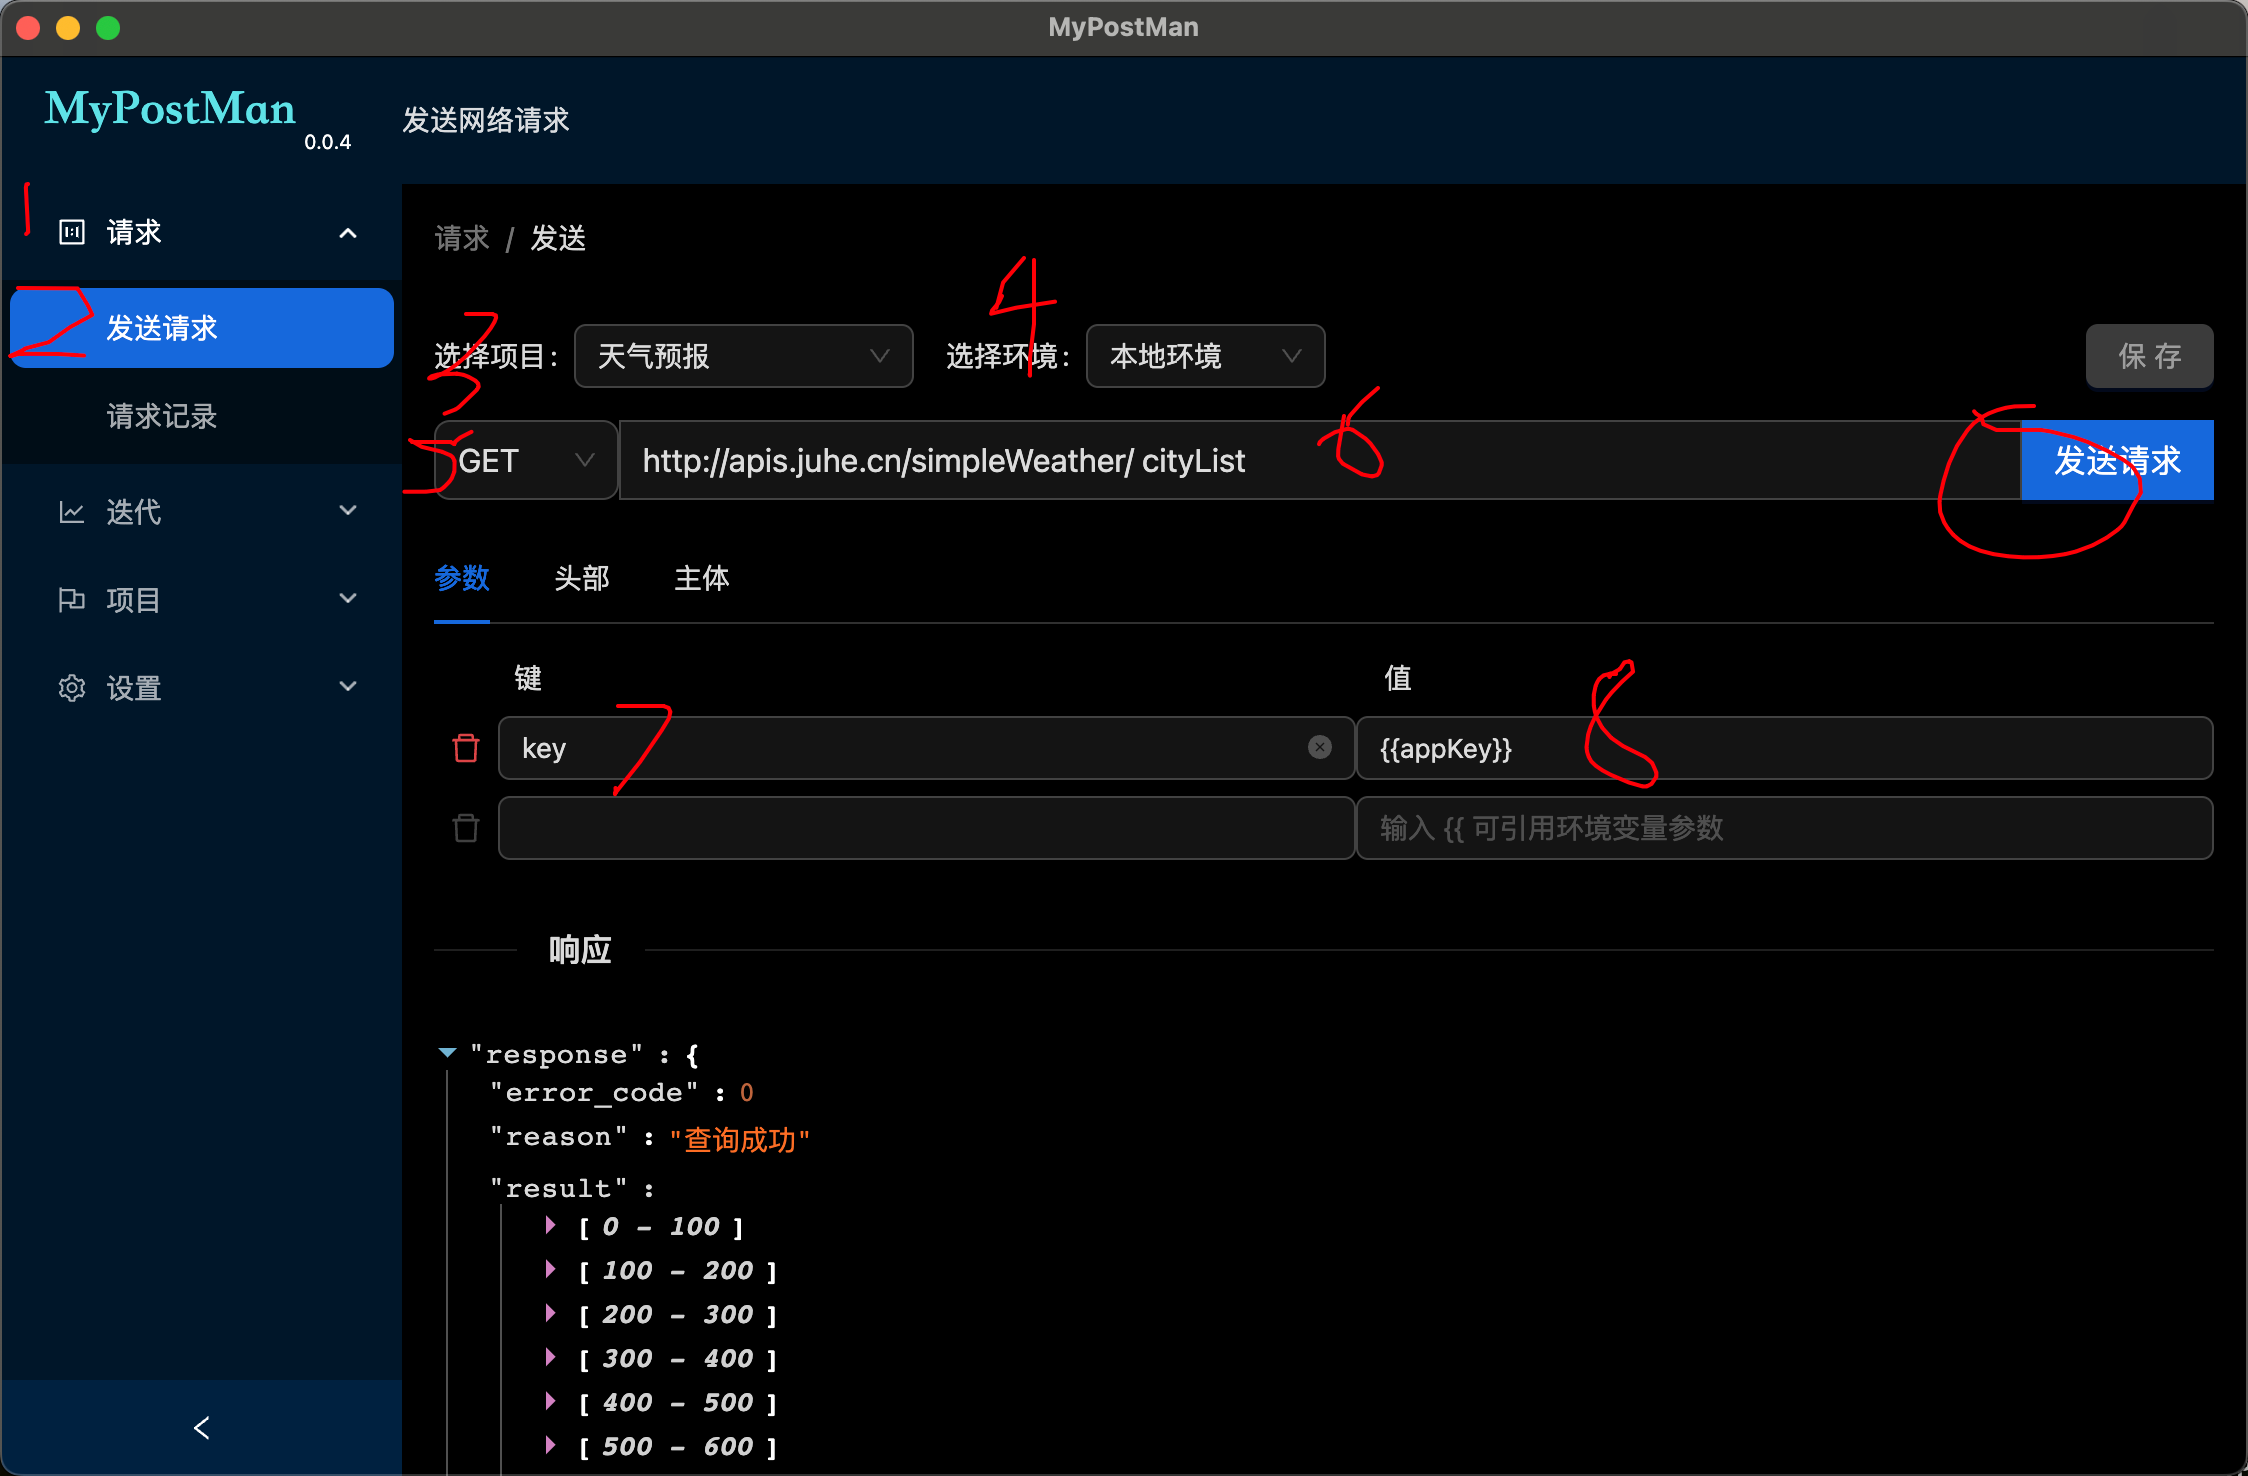 MyPostMan
MyPostMan
0.0.4
发送网络请求
1
请求
请求 / 发送
2
发送请求
3
选择项目:
天气预报
4
选择环境:
本地环境
保 存
请求记录
5
GET
http://apis.juhe.cn/simpleWeather/ cityList
6
发送请求
迭代
项目
设置
参数
头部
主体
键
值
key
7
{{appKey}}
8
输入 {{ 可引用环境变量参数
响应
"response" : {
"error_code" : 0
"reason" : "查询成功"
"result" :
[ 0 - 100 ]
[ 100 - 200 ]
[ 200 - 300 ]
[ 300 - 400 ]
[ 400 - 500 ]
[ 500 - 600 ]